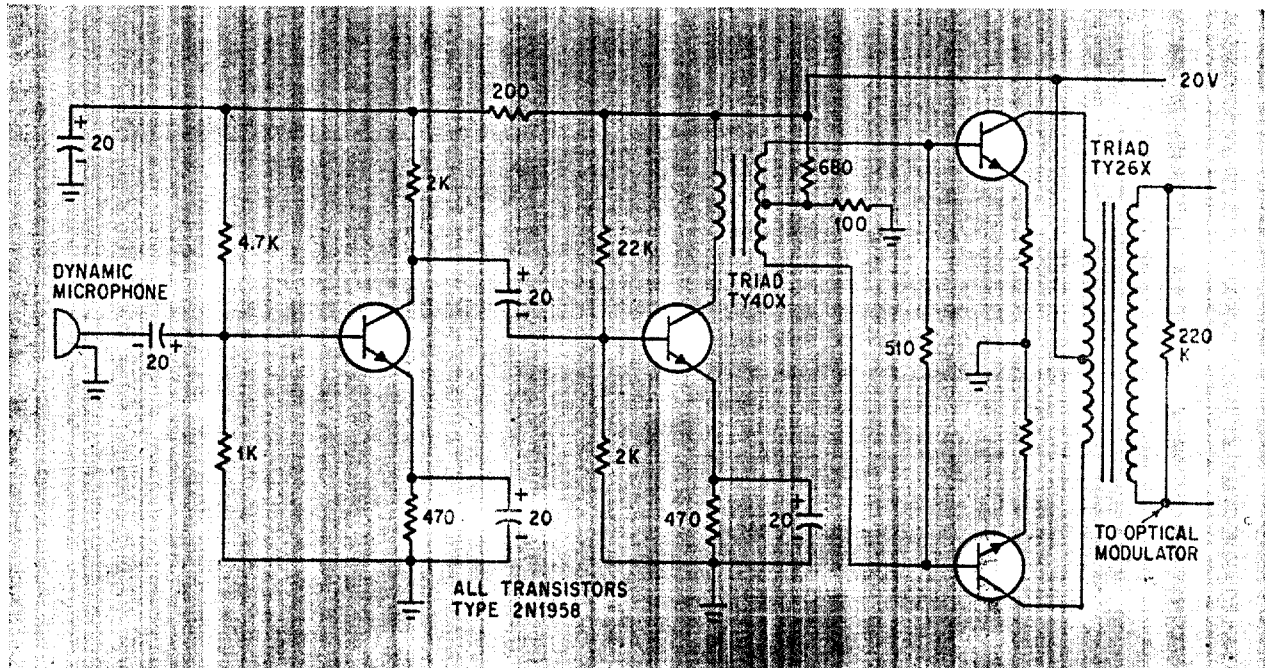 200
20V
+
20
-
2K
680
TRIAD
TY26X
4.7K
22K
100
DYNAMIC
MICROPHONE
+
20
-
TRIAD
TY40X
-
20
+
510
220
K
1K
2K
470
+
20
-
470
+
20
-
TO OPTICAL
MODULATOR
ALL TRANSISTORS
TYPE 2N1958